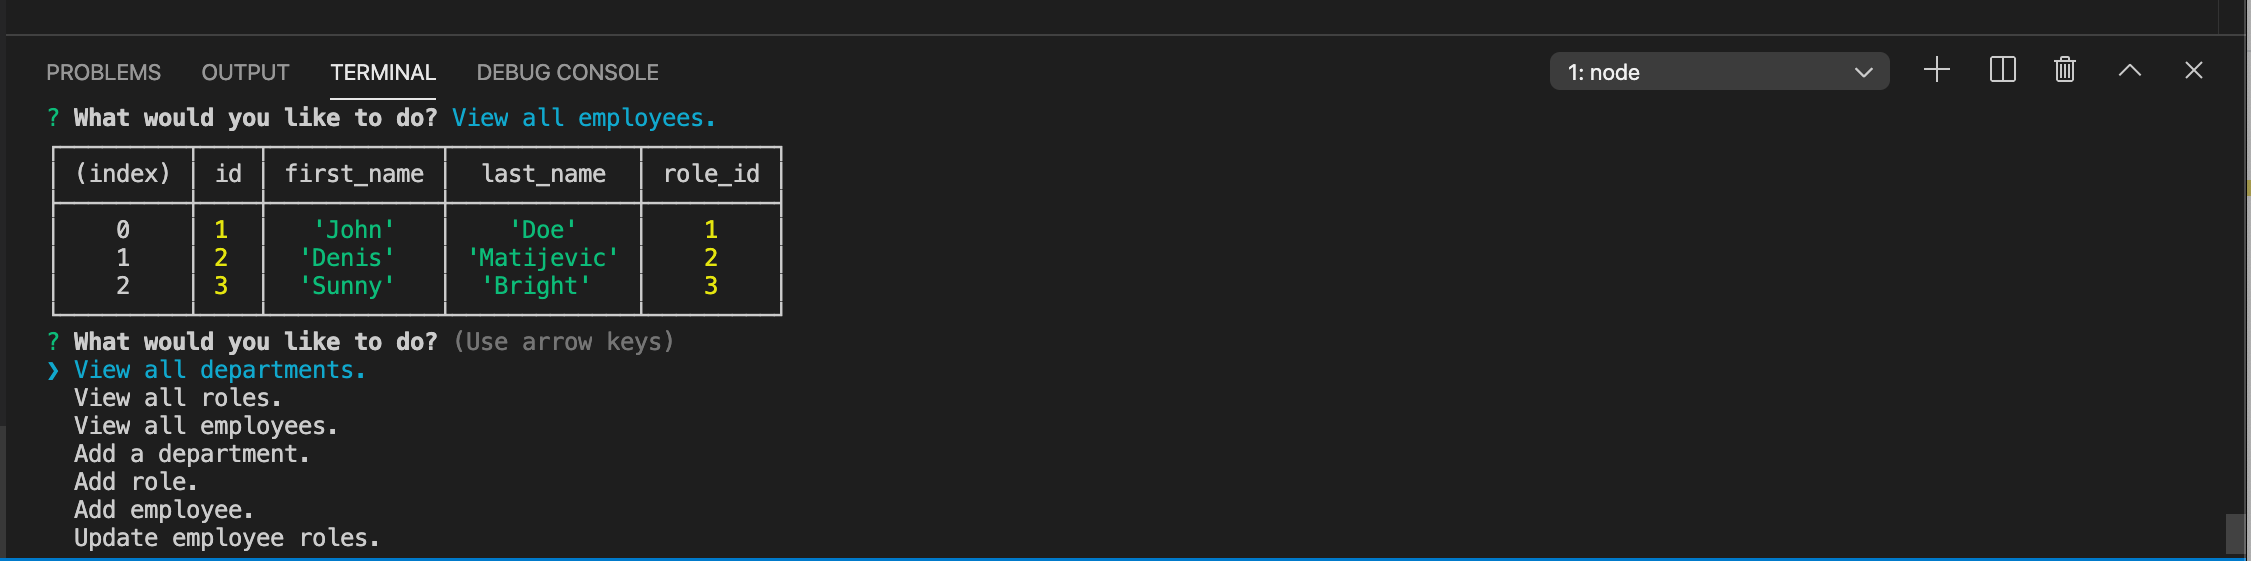 PROBLEMS OUTPUT TERMINAL DEBUG CONSOLE 1: node
? What would you like to do? View all employees.
(index) id first_name last_name role_id
0 1 'John' 'Doe' 1
1 2 'Denis' 'Matijevic' 2
2 3 'Sunny' 'Bright' 3
? What would you like to do? (Use arrow keys)
❯ View all departments.
View all roles.
View all employees.
Add a department.
Add role.
Add employee.
Update employee roles.